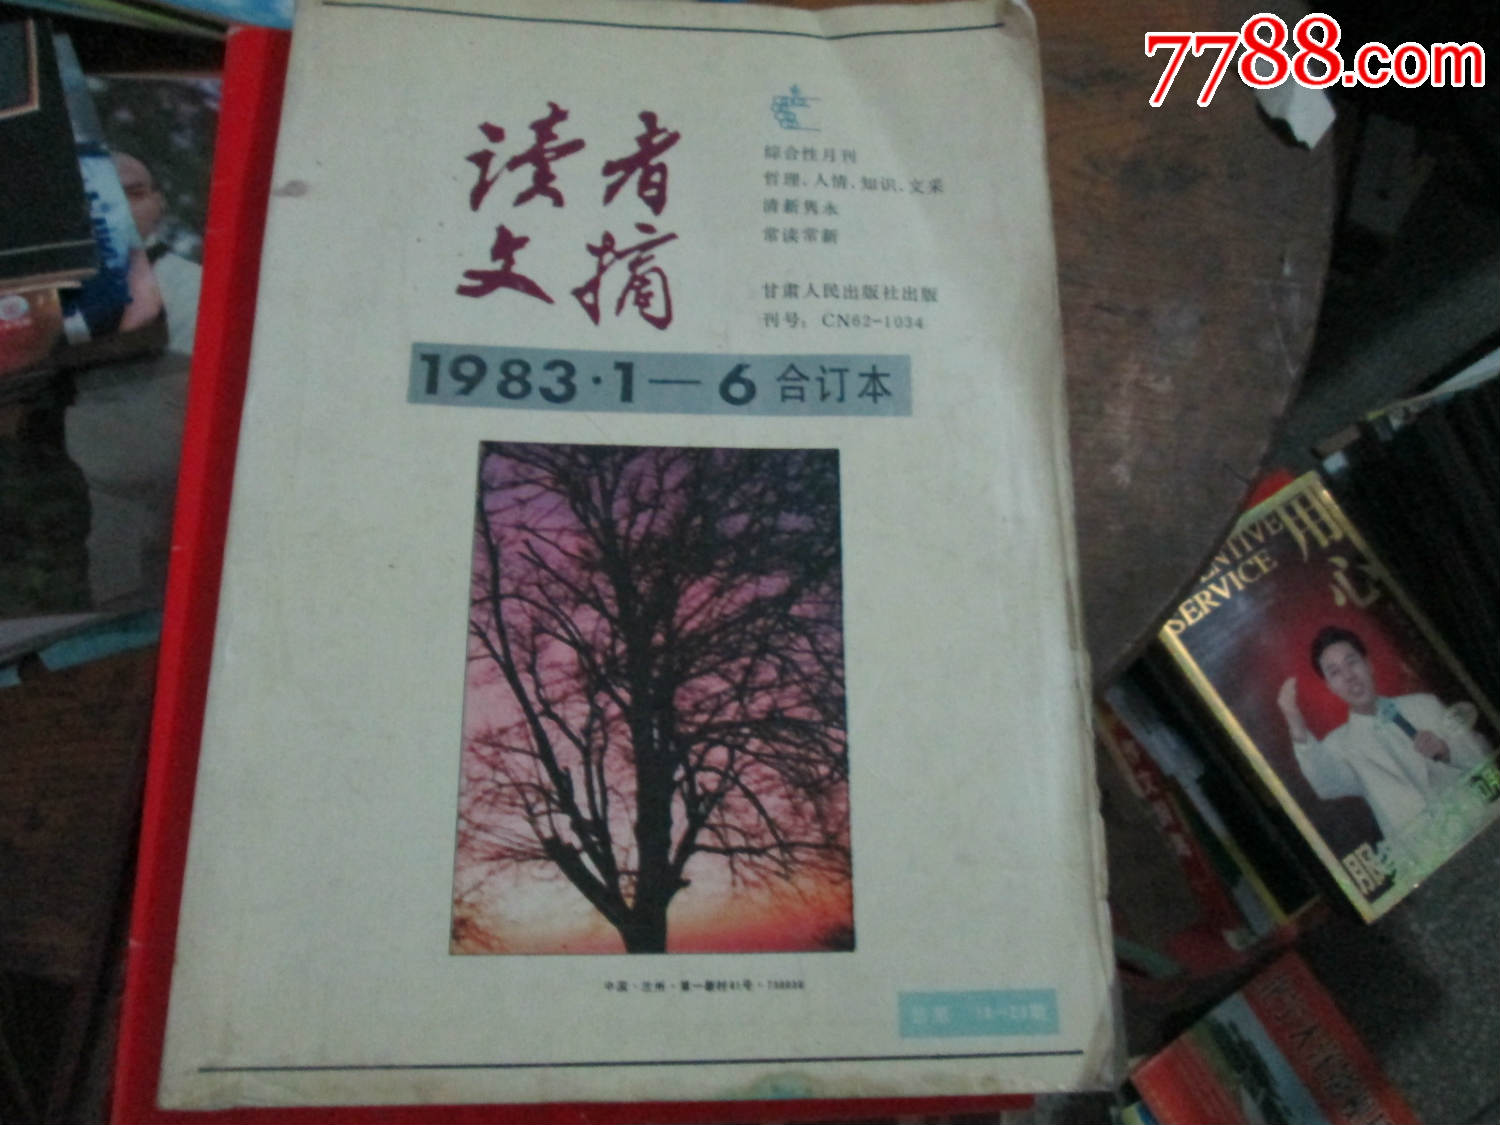 7788.com
读者
文摘
综合性月刊
哲理、人情、知识、文采
清新隽永
常读常新
甘肃人民出版社出版
刊号：CN62-1034
1983·1—6合订本
SERVICE
用
心
服